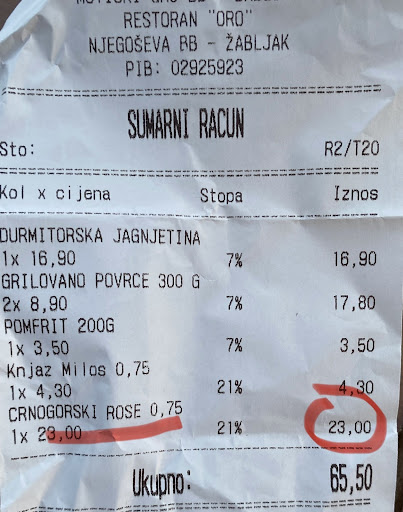 RESTORAN "ORO"
NJEGOŠEVA BB - ŽABLJAK
PIB: 02925923
SUMARNI RACUN
Sto: R2/T20
Kol x cijena Stopa Iznos
DURMITORSKA JAGNJETINA
1x 16,90 7% 16,90
GRILOVANO POVRCE 300 G
2x 8,90 7% 17,80
POMFRIT 200G
1x 3,50 7% 3,50
Knjaz Milos 0,75
1x 4,30 21% 4,30
CRNOGORSKI ROSE 0,75
1x 23,00 21% 23,00
Ukupno: 65,50